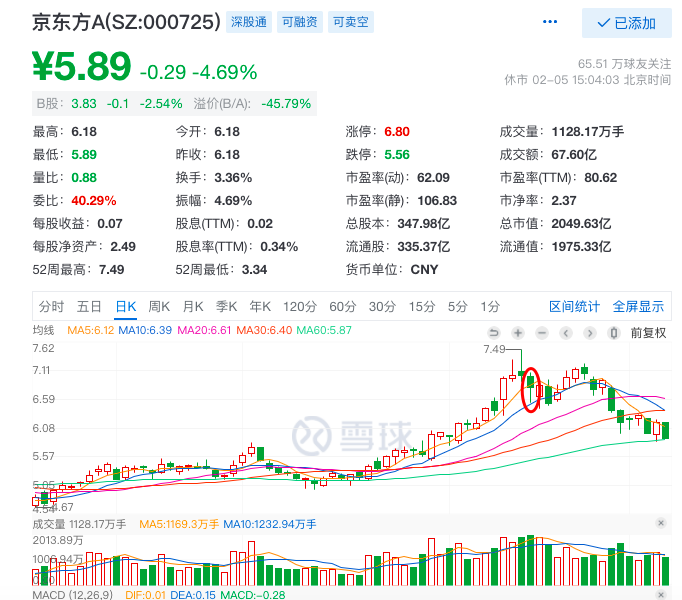 京东方A(SZ:000725) 深股通 可融资 可卖空 ••• 已添加
¥5.89 -0.29 -4.69%
65.51 万球友关注
休市 02-05 15:04:03 北京时间
B股： 3.83 -0.1 -2.54% 溢价(B/A): -45.79%
最高：6.18 今开：6.18 涨停：6.80 成交量：1128.17万手
最低：5.89 昨收：6.18 跌停：5.56 成交额：67.60亿
量比：0.88 换手：3.36% 市盈率(动)：62.09 市盈率(TTM)：80.62
委比：40.29% 振幅：4.69% 市盈率(静)：106.83 市净率：2.37
每股收益：0.07 股息(TTM)：0.02 总股本：347.98亿 总市值：2049.63亿
每股净资产：2.49 股息率(TTM)：0.34% 流通股：335.37亿 流通值：1975.33亿
52周最高：7.49 52周最低：3.34 货币单位：CNY
分时 五日 日K 周K 月K 季K 年K 120分 60分 30分 15分 5分 1分 区间统计 全屏显示
均线 MA5:6.12 MA10:6.39 MA20:6.61 MA30:6.40 MA60:5.87 前复权
7.62
7.49
7.11
6.59
6.08
雪球
5.57
5.05
4.54 4.67
成交量 1128.17万手 MA5:1169.3万手 MA10:1232.94万手
2013.89万
1006.94万
MACD (12,26,9) DIF:0.01 DEA:0.15 MACD:-0.28